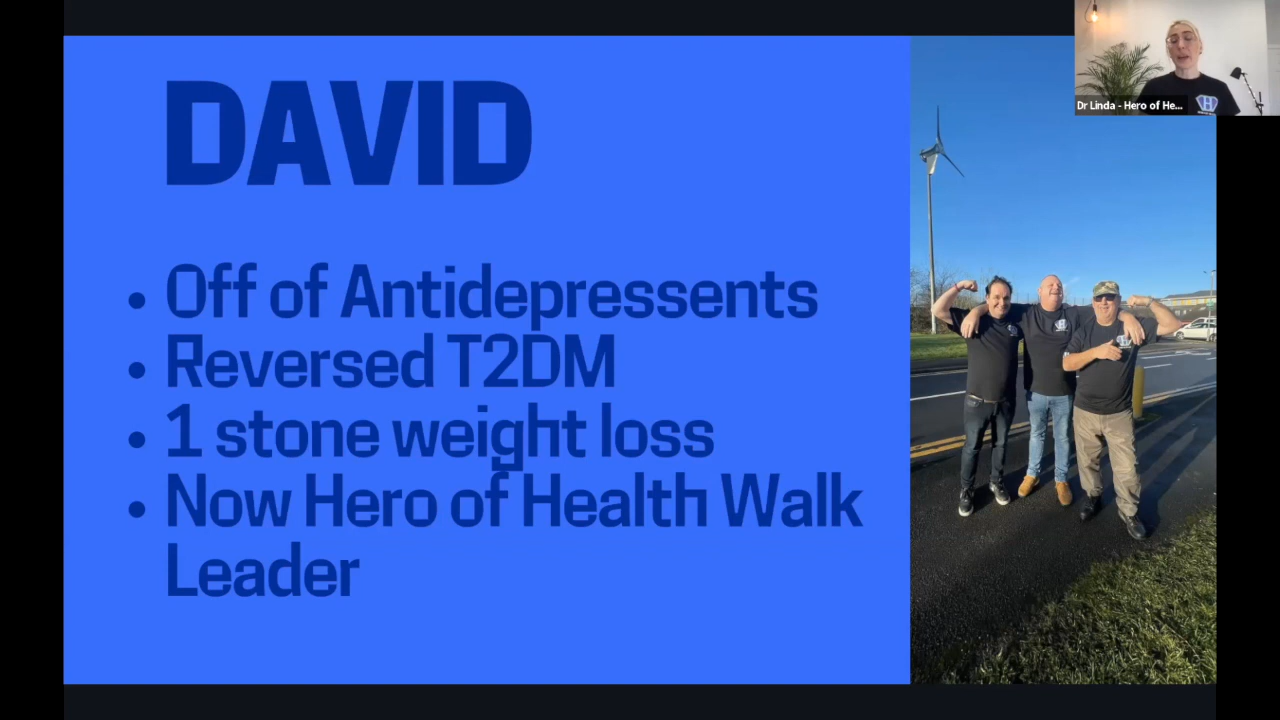 DAVID
• Off of Antidepressents
• Reversed T2DM
• 1 stone weight loss
• Now Hero of Health Walk
Leader
Dr Linda - Hero of He...
H